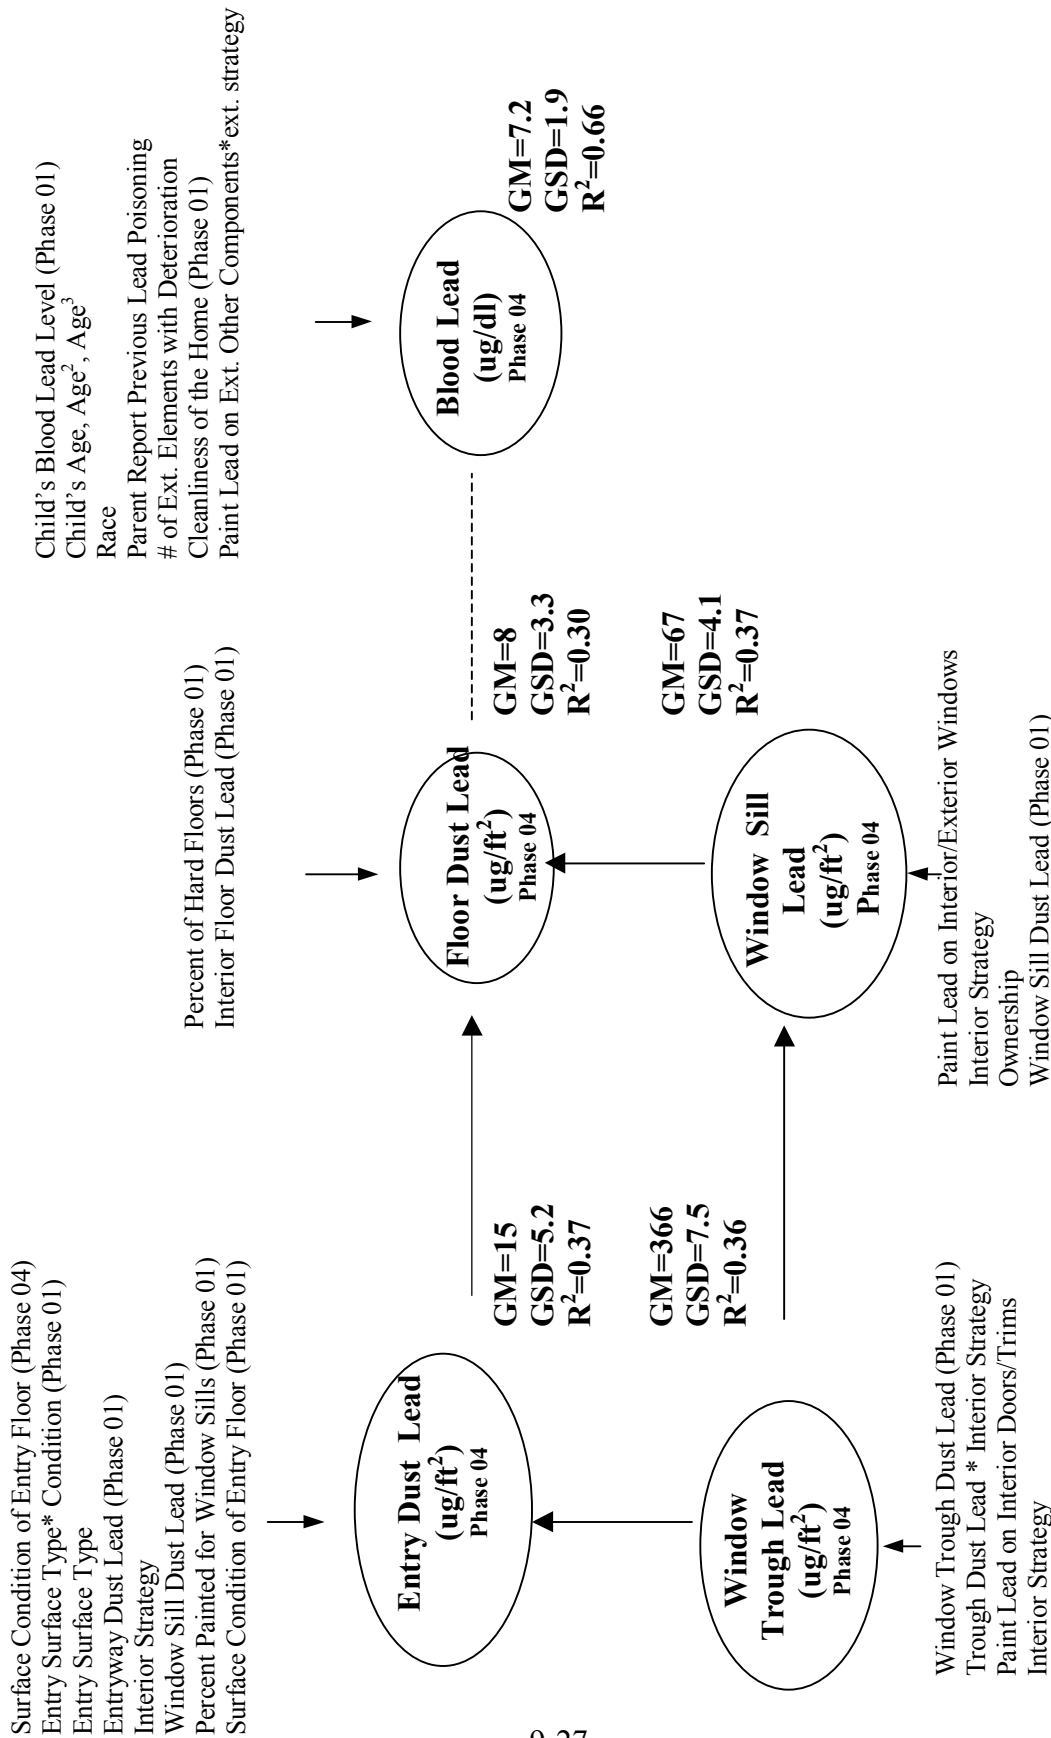 Surface Condition of Entry Floor (Phase 04)
Entry Surface Type* Condition (Phase 01)
Entry Surface Type
Entryway Dust Lead (Phase 01)
Interior Strategy
Window Sill Dust Lead (Phase 01)
Percent Painted for Window Sills (Phase 01)
Surface Condition of Entry Floor (Phase 01)
Percent of Hard Floors (Phase 01)
Interior Floor Dust Lead (Phase 01)
Child's Blood Lead Level (Phase 01)
Child's Age, Age², Age³
Race
Parent Report Previous Lead Poisoning
# of Ext. Elements with Deterioration
Cleanliness of the Home (Phase 01)
Paint Lead on Ext. Other Components*ext. strategy
Entry Dust Lead
(ug/ft²)
Phase 04
GM=15
GSD=5.2
R²=0.37
Floor Dust Lead
(ug/ft²)
Phase 04
GM=8
GSD=3.3
R²=0.30
Blood Lead
(ug/dl)
Phase 04
GM=7.2
GSD=1.9
R²=0.66
Window
Trough Lead
(ug/ft²)
Phase 04
GM=366
GSD=7.5
R²=0.36
Window Sill
Lead
(ug/ft²)
Phase 04
GM=67
GSD=4.1
R²=0.37
Window Trough Dust Lead (Phase 01)
Trough Dust Lead * Interior Strategy
Paint Lead on Interior Doors/Trims
Interior Strategy
Paint Lead on Interior/Exterior Windows
Interior Strategy
Ownership
Window Sill Dust Lead (Phase 01)
9-27